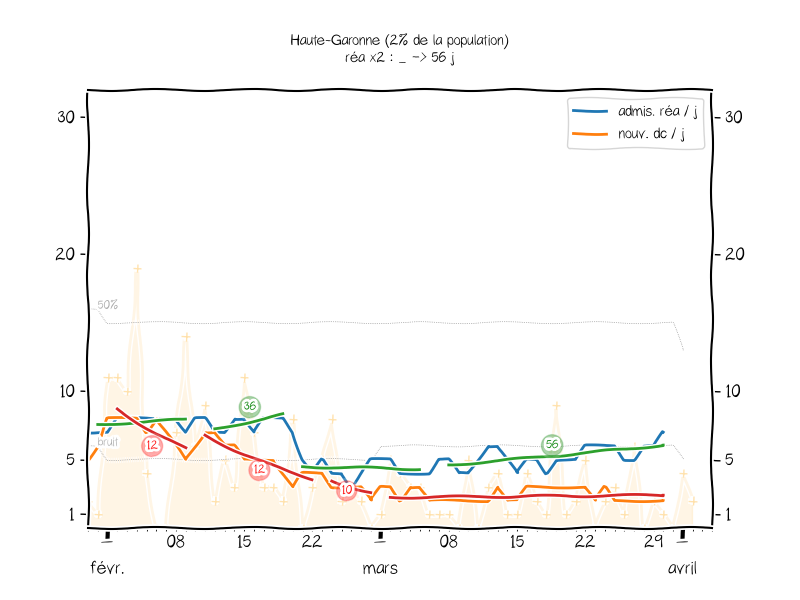 Haute-Garonne (2% de la population)
réa x2 : _ -> 56 j
admis. réa / j
nouv. dc / j
30
30
20
20
50%
10
10
36
bruit
12
56
5
5
12
10
1
1
08
15
22
08
15
22
29
févr.
mars
avril